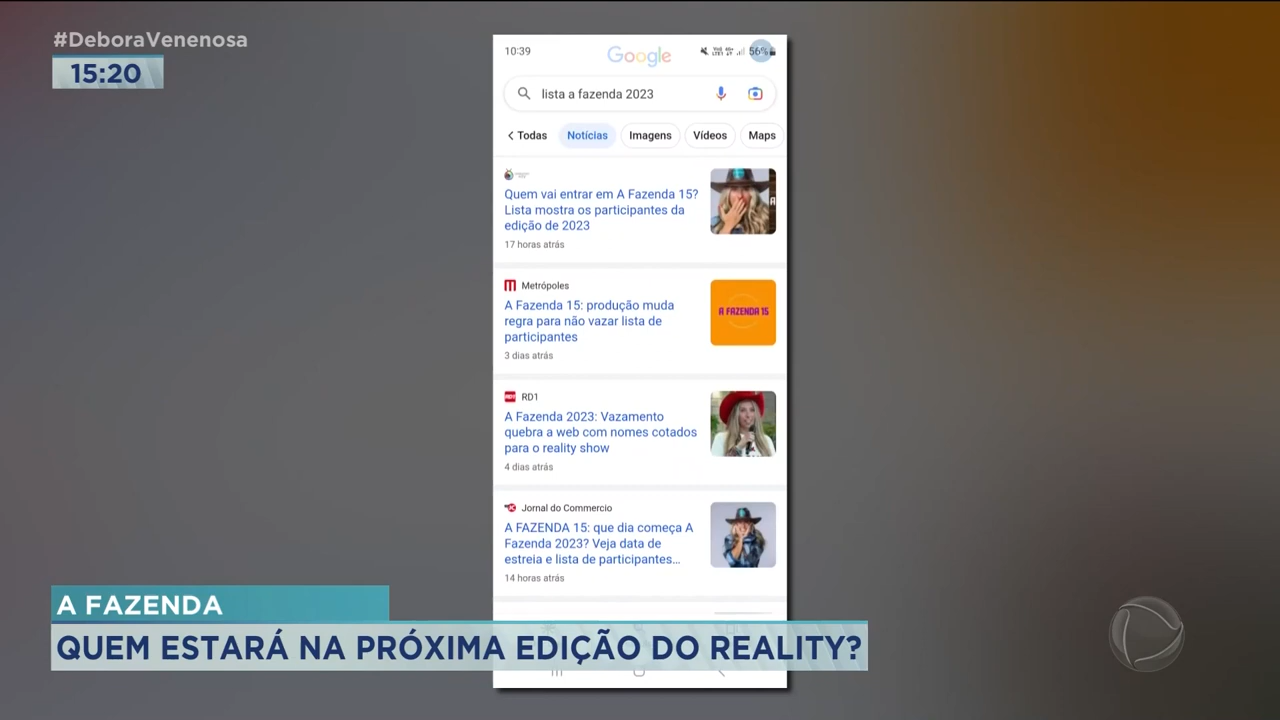 #DeboraVenenosa
15:20
10:39
Google
56%
lista a fazenda 2023
Todas
Notícias
Imagens
Vídeos
Maps
Quem vai entrar em A Fazenda 15?
Lista mostra os participantes da
edição de 2023
17 horas atrás
Metrópoles
A Fazenda 15: produção muda
regra para não vazar lista de
participantes
3 dias atrás
A FAZENDA 15
RD1
RD1
A Fazenda 2023: Vazamento
quebra a web com nomes cotados
para o reality show
4 dias atrás
Jornal do Commercio
A FAZENDA 15: que dia começa A
Fazenda 2023? Veja data de
estreia e lista de participantes...
14 horas atrás
A FAZENDA
QUEM ESTARÁ NA PRÓXIMA EDIÇÃO DO REALITY?